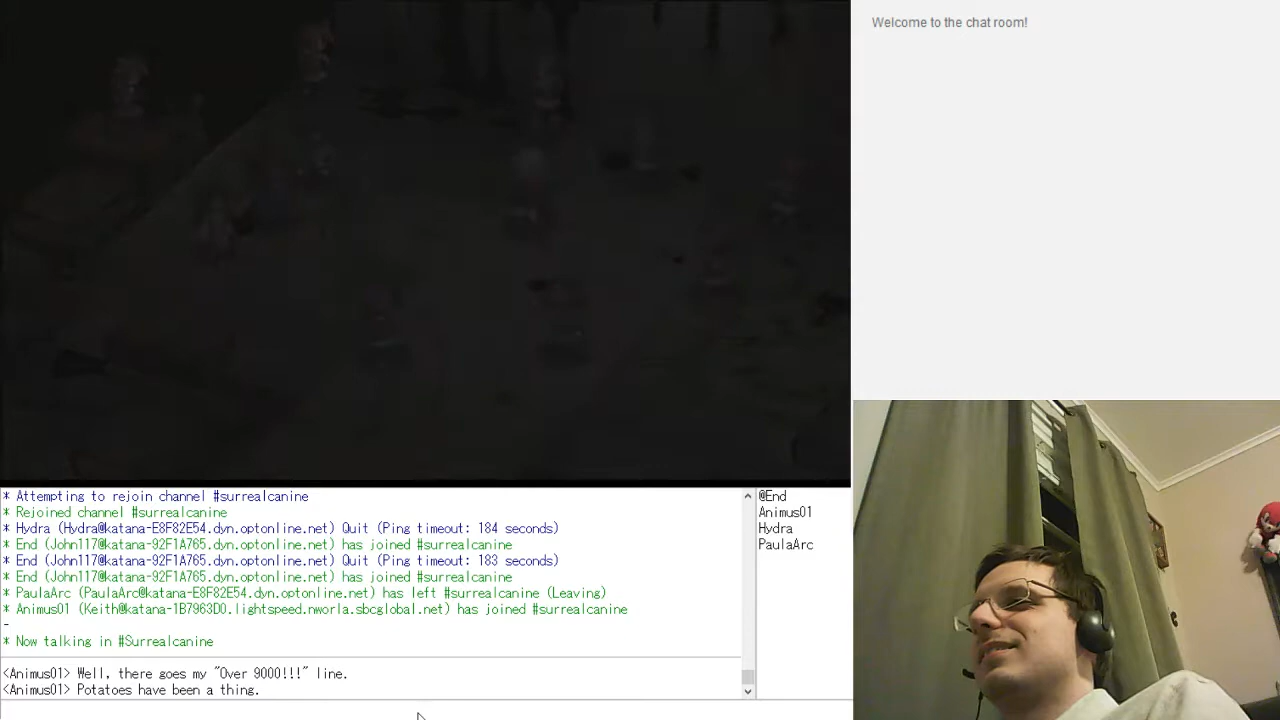 Welcome to the chat room!
* Attempting to rejoin channel #surrealcanine
* Rejoined channel #surrealcanine
* Hydra (Hydra@katana-E8F82E54.dyn.optonline.net) Quit (Ping timeout: 184 seconds)
* End (John117@katana-92F1A765.dyn.optonline.net) has joined #surrealcanine
* End (John117@katana-92F1A765.dyn.optonline.net) Quit (Ping timeout: 183 seconds)
* End (John117@katana-92F1A765.dyn.optonline.net) has joined #surrealcanine
* PaulaArc (PaulaArc@katana-E8F82E54.dyn.optonline.net) has left #surrealcanine (Leaving)
* Animus01 (Keith@katana-1B7963D0.lightspeed.nworla.sbcglobal.net) has joined #surrealcanine
-
* Now talking in #Surrealcanine
<Animus01> Well, there goes my "Over 9000!!!" line.
<Animus01> Potatoes have been a thing.
@End
Animus01
Hydra
PaulaArc